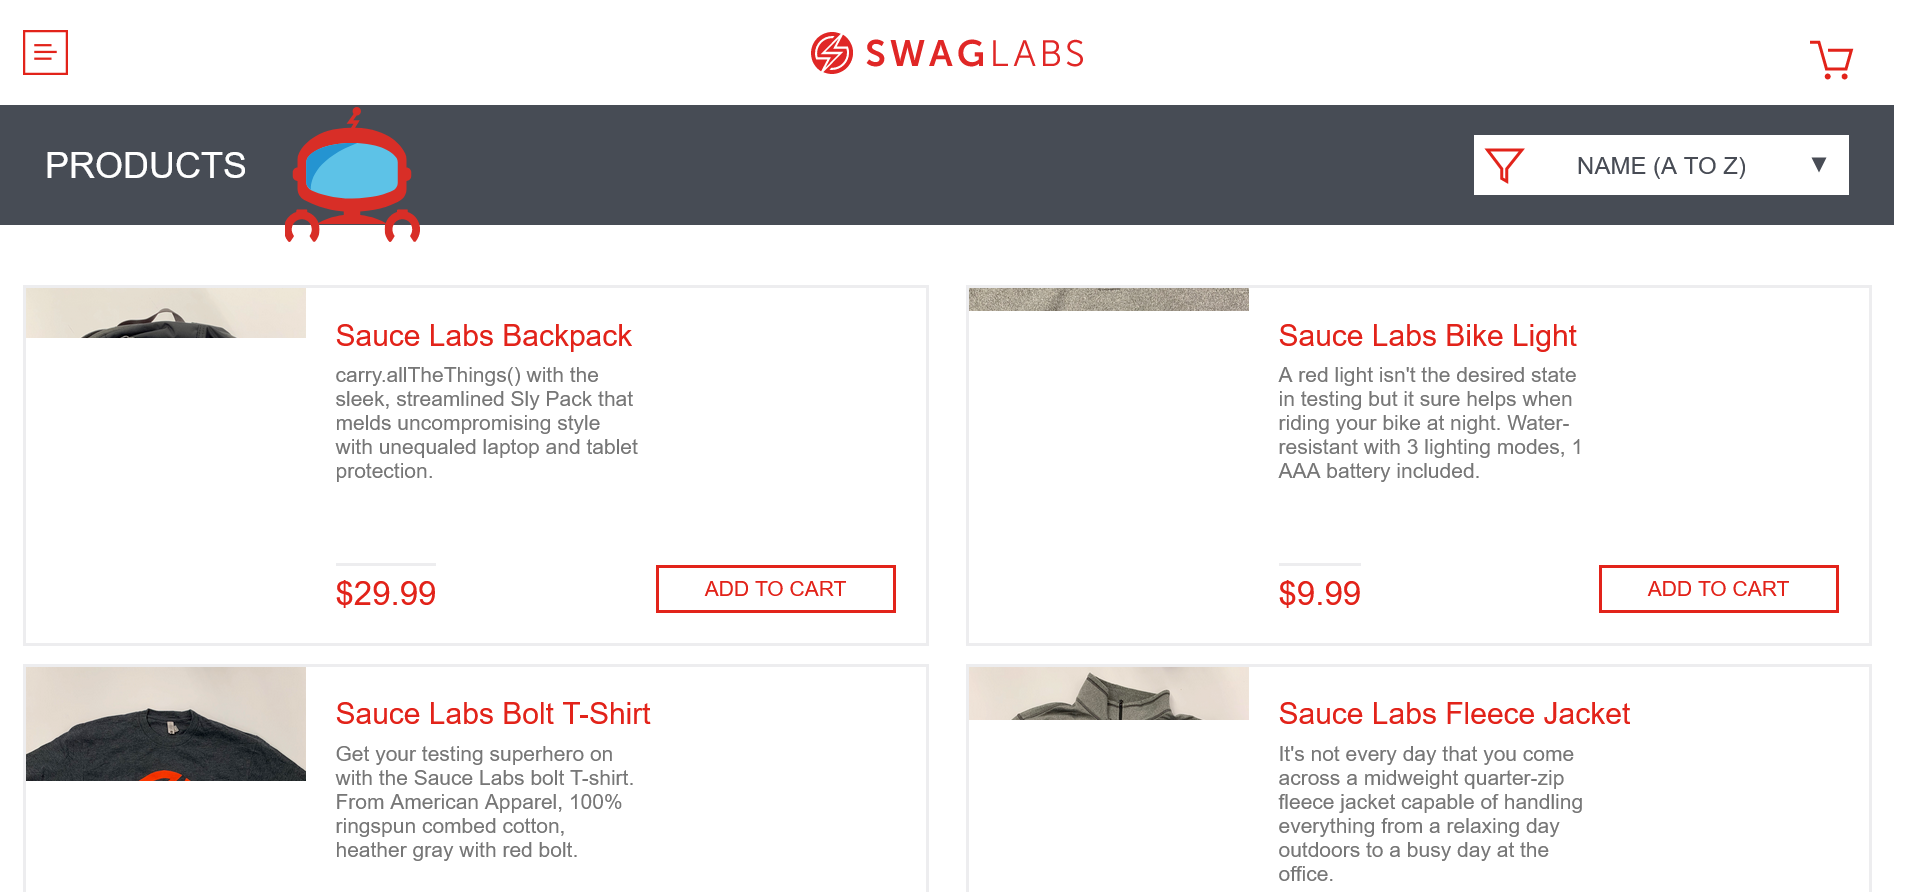 SWAGLABS
PRODUCTS
NAME (A TO Z) ▼
Sauce Labs Backpack
carry.allTheThings() with the
sleek, streamlined Sly Pack that
melds uncompromising style
with unequaled laptop and tablet
protection.
$29.99
ADD TO CART
Sauce Labs Bike Light
A red light isn't the desired state
in testing but it sure helps when
riding your bike at night. Water-
resistant with 3 lighting modes, 1
AAA battery included.
$9.99
ADD TO CART
Sauce Labs Bolt T-Shirt
Get your testing superhero on
with the Sauce Labs bolt T-shirt.
From American Apparel, 100%
ringspun combed cotton,
heather gray with red bolt.
Sauce Labs Fleece Jacket
It's not every day that you come
across a midweight quarter-zip
fleece jacket capable of handling
everything from a relaxing day
outdoors to a busy day at the
office.